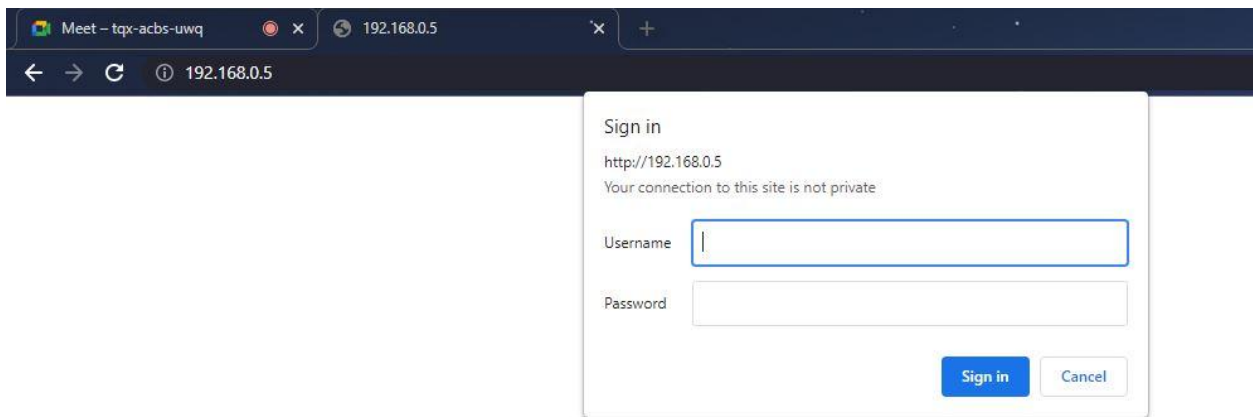 Meet – tqx-acbs-uwq
192.168.0.5
192.168.0.5
Sign in
http://192.168.0.5
Your connection to this site is not private
Username
Password
Sign in Cancel